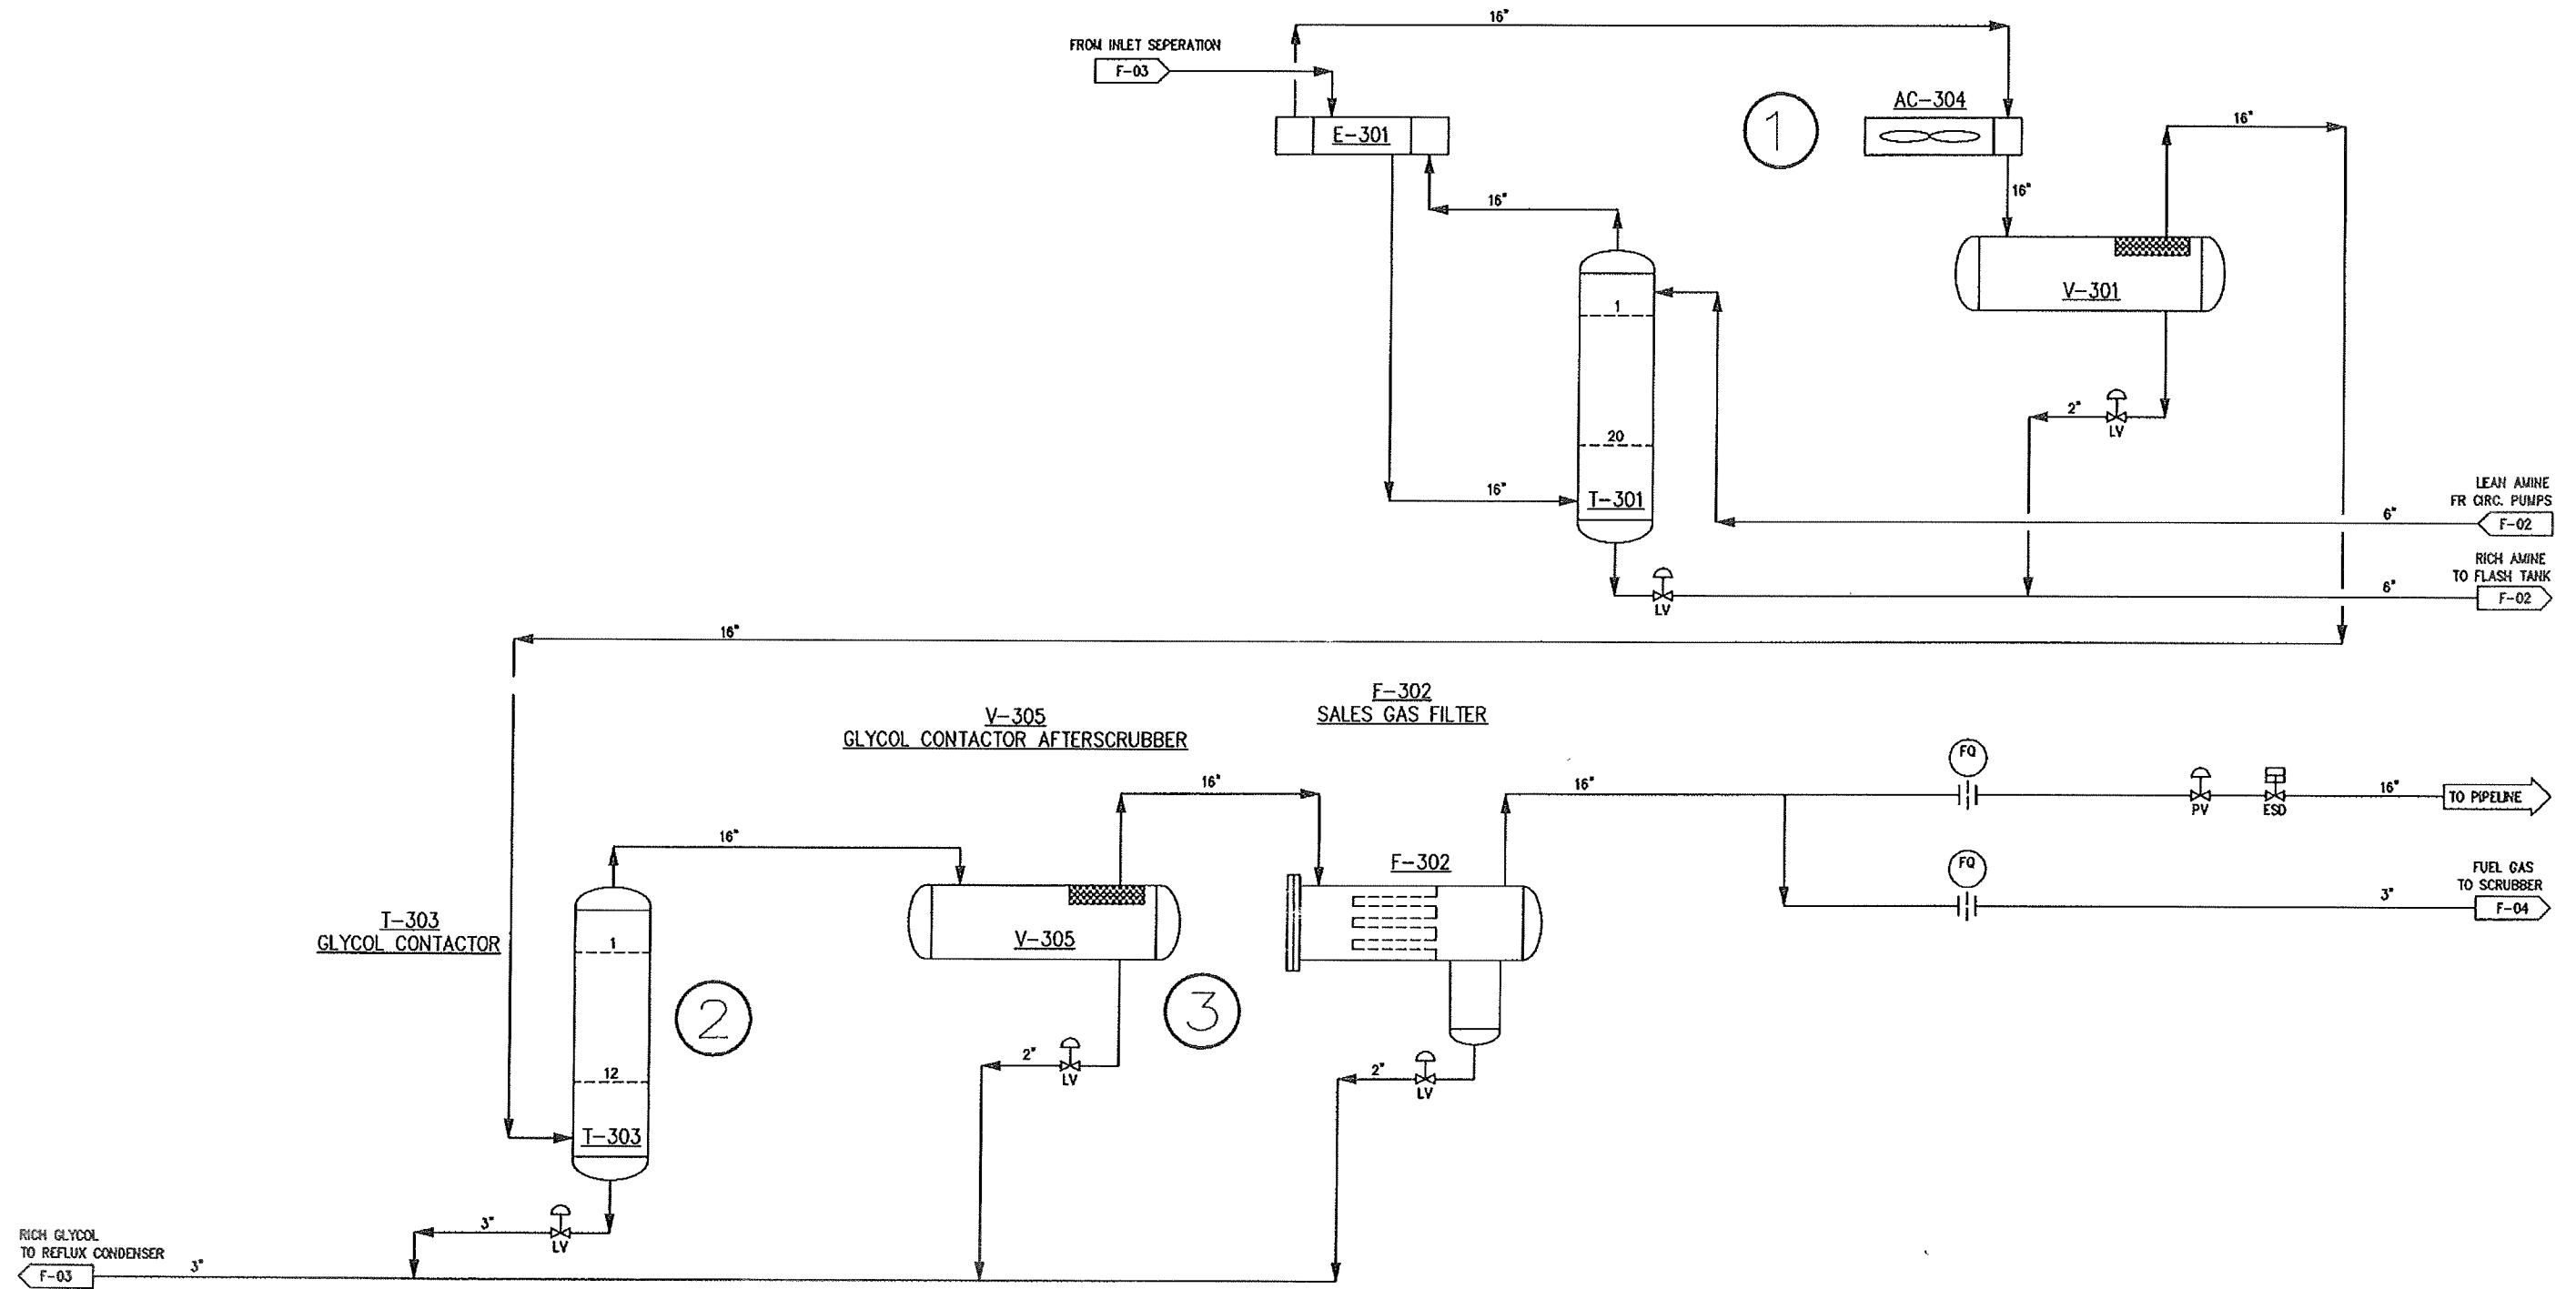 16"
FROM INLET SEPERATION
F-03
E-301
1
AC-304
16"
16"
16"
V-301
1
20
T-301
16"
2"
LV
LEAN AMINE
FR CIRC. PUMPS
6"
F-02
RICH AMINE
TO FLASH TANK
6"
F-02
LV
16"
V-305
GLYCOL CONTACTOR AFTERSCRUBBER
F-302
SALES GAS FILTER
16"
16"
FQ
PV
ESD
16"
TO PIPELINE
16"
F-302
FQ
FUEL GAS
TO SCRUBBER
3"
F-04
T-303
GLYCOL CONTACTOR
1
V-305
2
3
12
T-303
2"
LV
2"
LV
3"
LV
RICH GLYCOL
TO REFLUX CONDENSER
F-03
3"